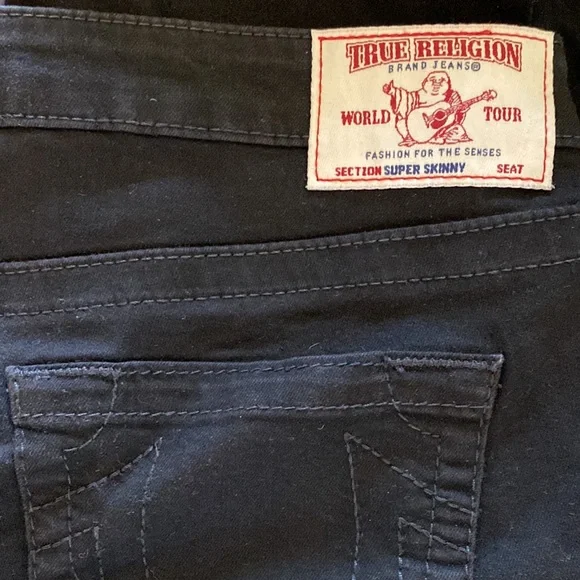 TRUE RELIGION
BRAND JEANS®
WORLD TOUR
FASHION FOR THE SENSES
SECTION SUPER SKINNY SEAT